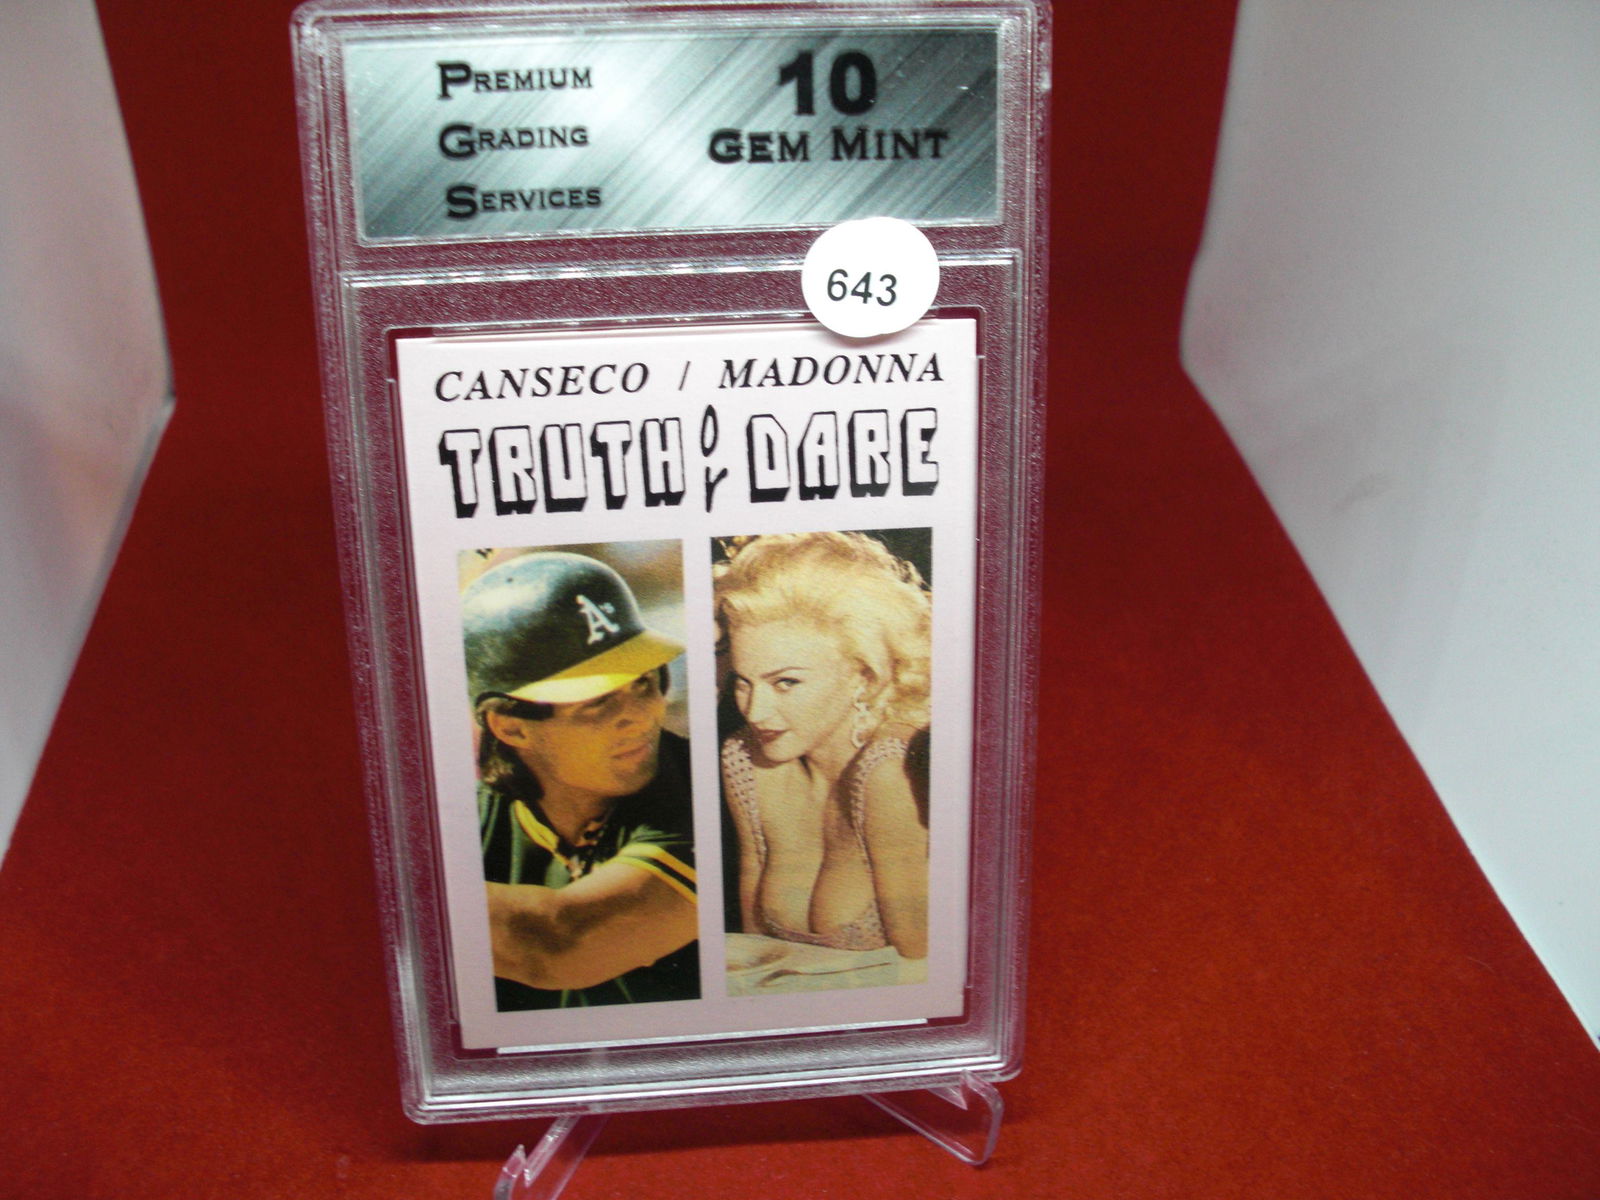 PREMIUM
GRADING
SERVICES
10
GEM MINT
643
CANSECO / MADONNA
TRUTH or DARE
A's